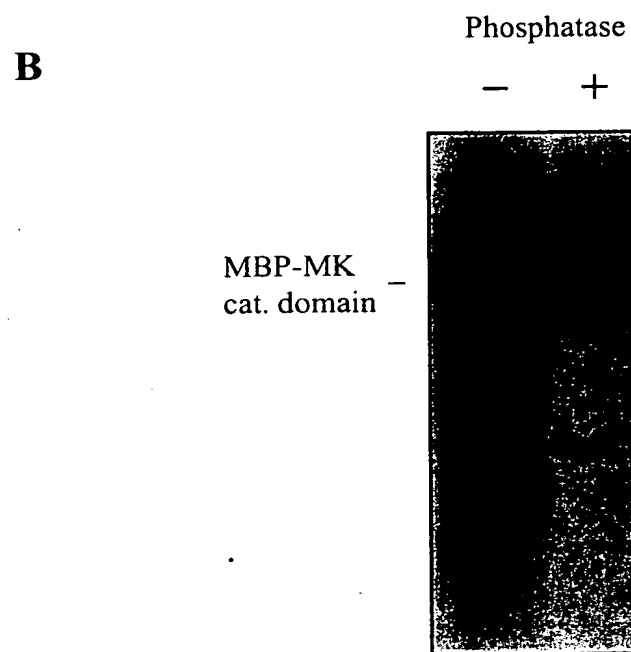 Phosphatase
B
− +
MBP-MK –
cat. domain